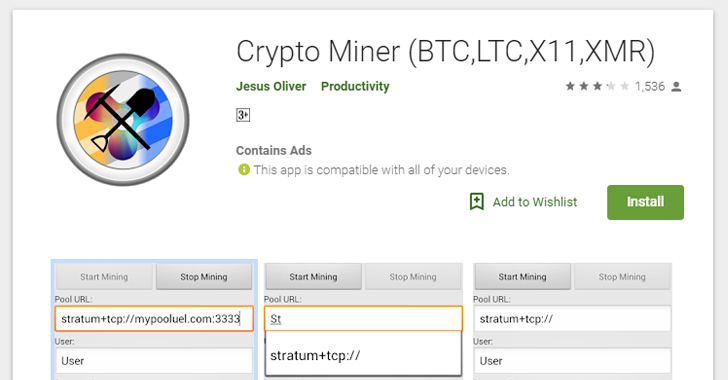 Crypto Miner (BTC,LTC,X11,XMR)
Jesus Oliver Productivity
1,536
3+
Contains Ads
This app is compatible with all of your devices.
Add to Wishlist
Install
Start Mining Stop Mining
Pool URL:
stratum+tcp://mypooluel.com:3333
User:
User
Start Mining Stop Mining
Pool URL:
St
stratum+tcp://
Start Mining Stop Mining
Pool URL:
stratum+tcp://
User:
User